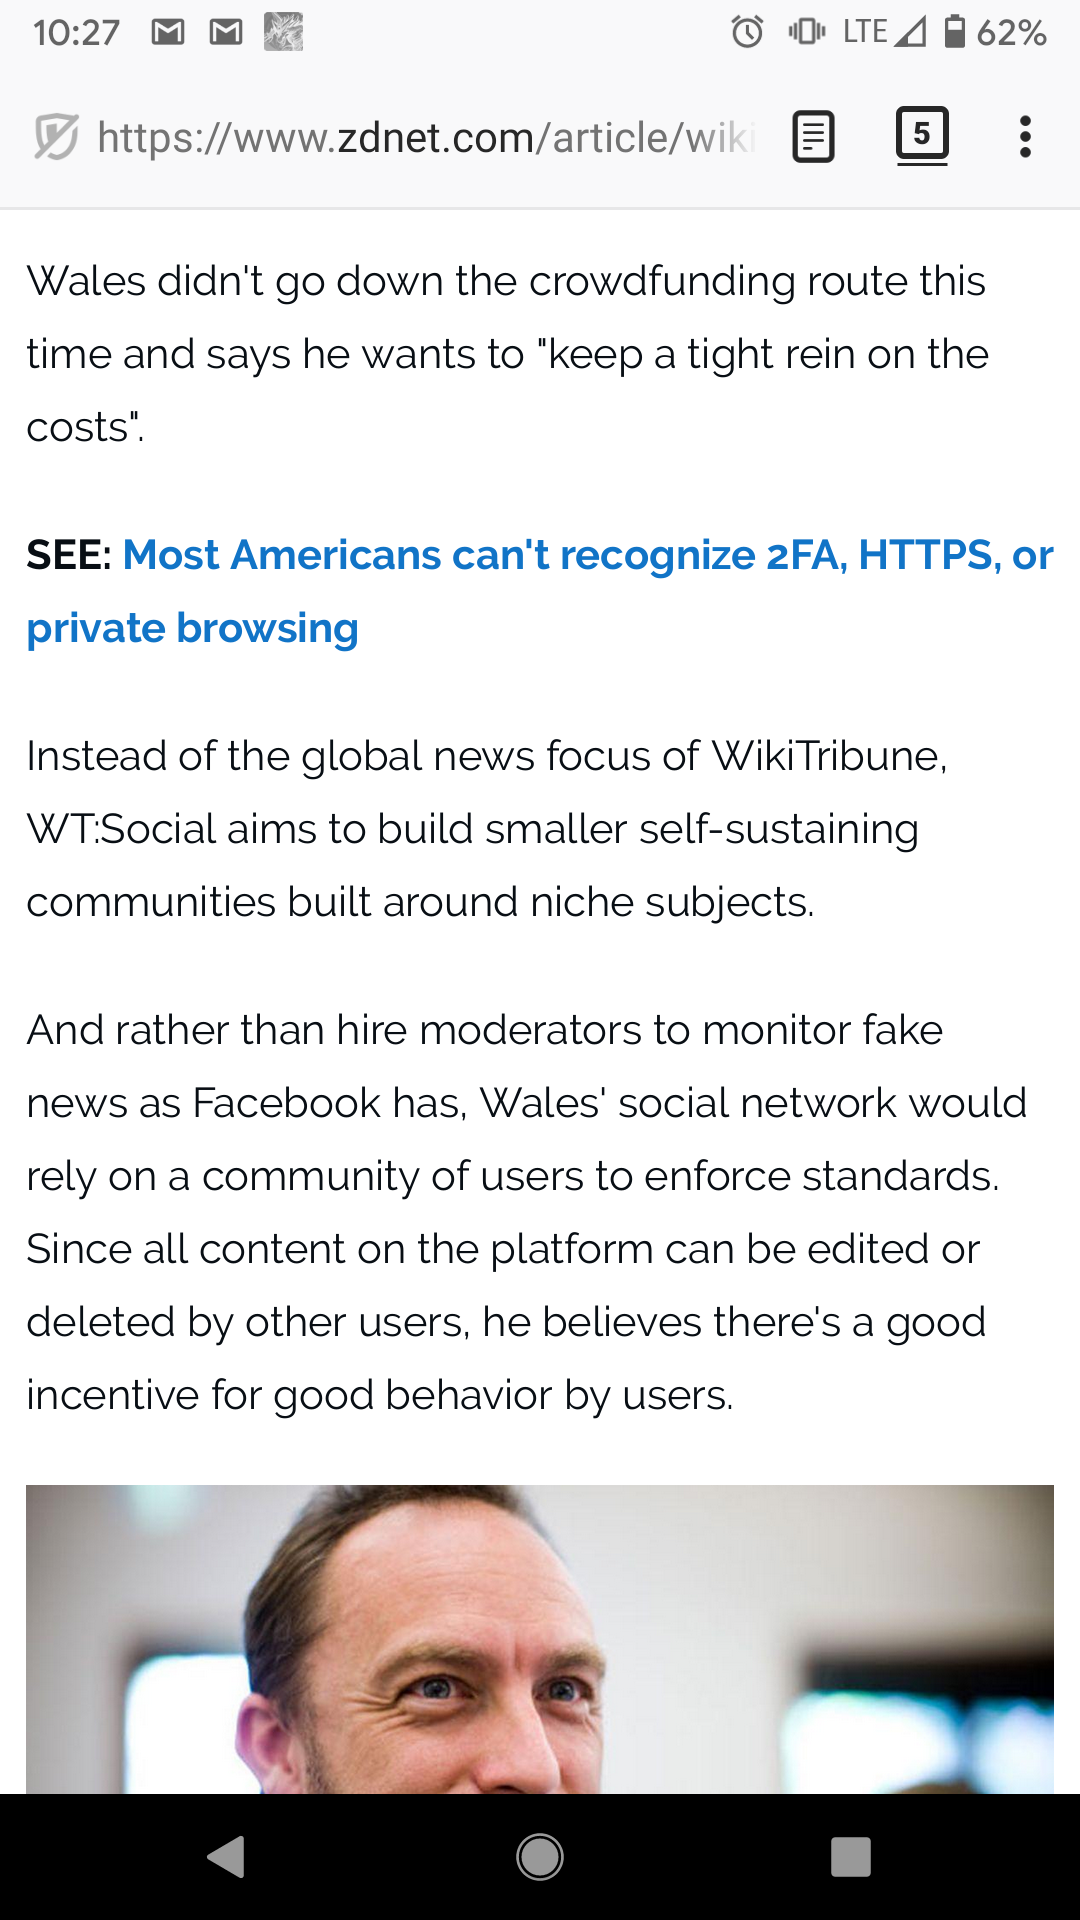 10:27 LTE 62%
https://www.zdnet.com/article/wiki 5
Wales didn't go down the crowdfunding route this
time and says he wants to "keep a tight rein on the
costs".
SEE: Most Americans can't recognize 2FA, HTTPS, or
private browsing
Instead of the global news focus of WikiTribune,
WT:Social aims to build smaller self-sustaining
communities built around niche subjects.
And rather than hire moderators to monitor fake
news as Facebook has, Wales' social network would
rely on a community of users to enforce standards.
Since all content on the platform can be edited or
deleted by other users, he believes there's a good
incentive for good behavior by users.